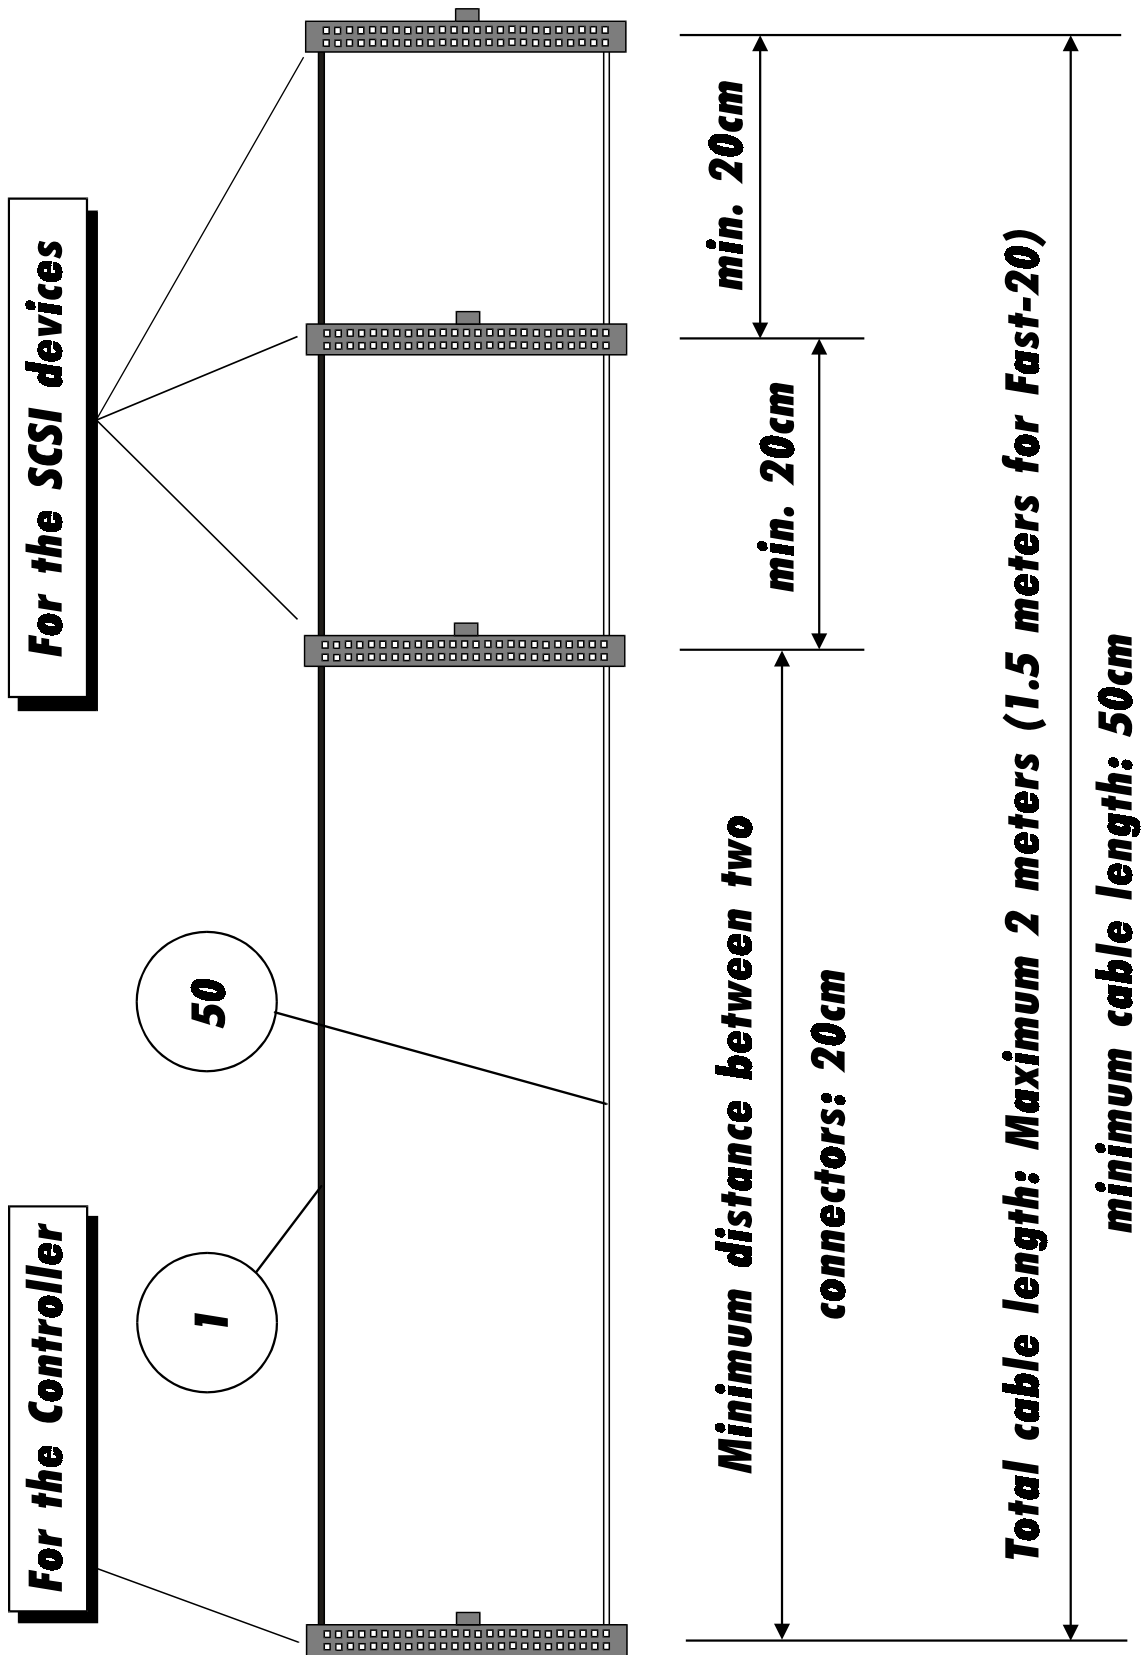 For the Controller
For the SCSI devices
1
50
min. 20cm
min. 20cm
Minimum distance between two
connectors: 20cm
Total cable length: Maximum 2 meters (1.5 meters for Fast-20)
minimum cable length: 50cm